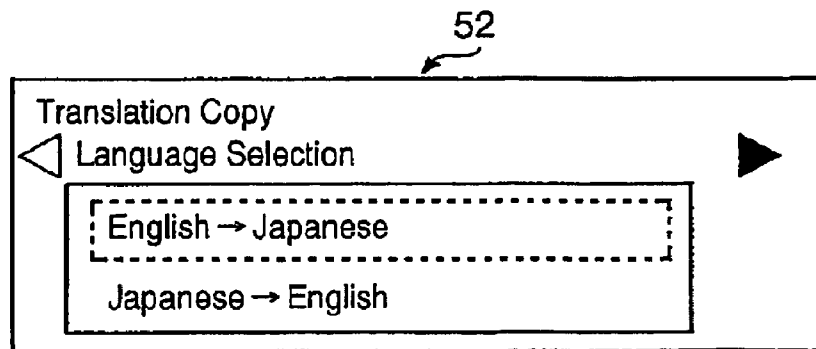 52
Translation Copy
Language Selection
English → Japanese
Japanese → English